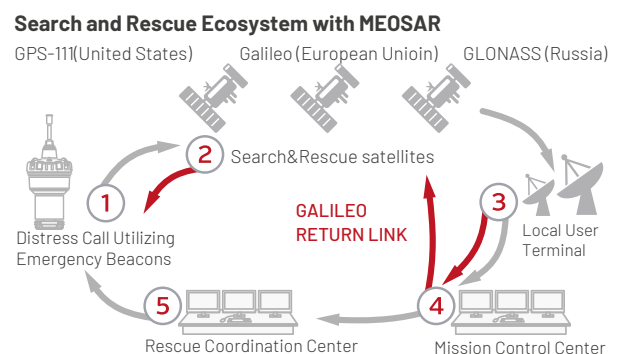 Search and Rescue Ecosystem with MEOSAR
GPS-111(United States)
Galileo (European Unioin)
GLONASS (Russia)
2
Search&Rescue satellites
1
3
GALILEO
RETURN LINK
Distress Call Utilizing
Emergency Beacons
Local User
Terminal
5
4
Rescue Coordination Center
Mission Control Center